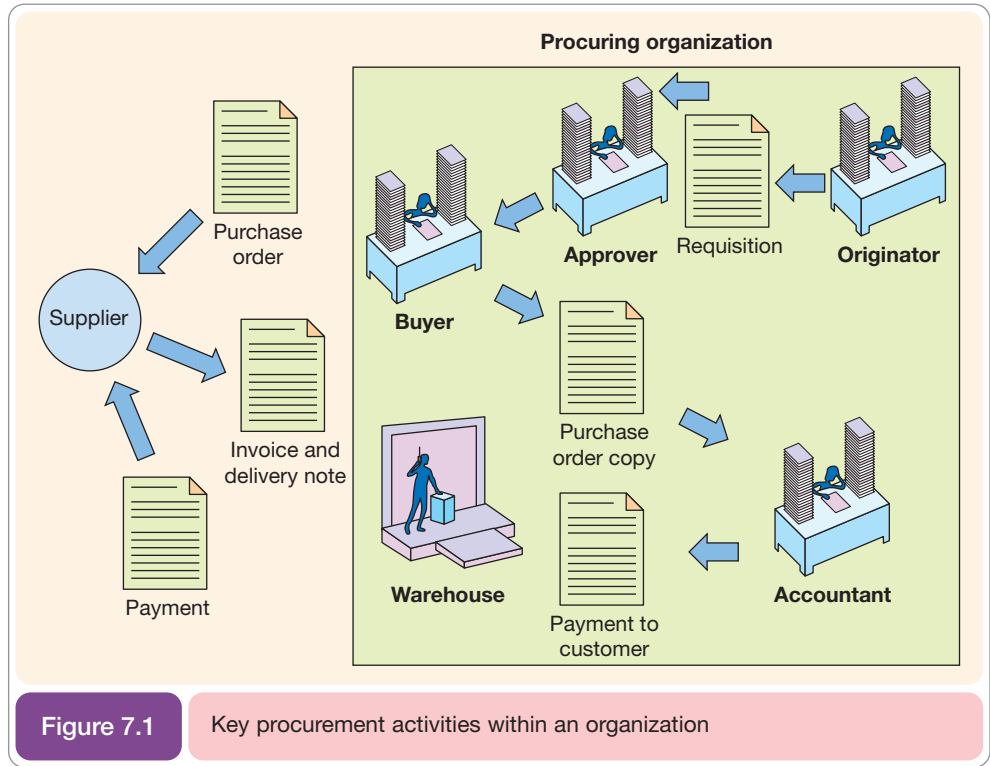 Procuring organization
Purchase
order
Supplier
Invoice and
delivery note
Payment
Approver
Requisition
Originator
Buyer
Purchase
order copy
Warehouse
Payment to
customer
Accountant
Figure 7.1
Key procurement activities within an organization